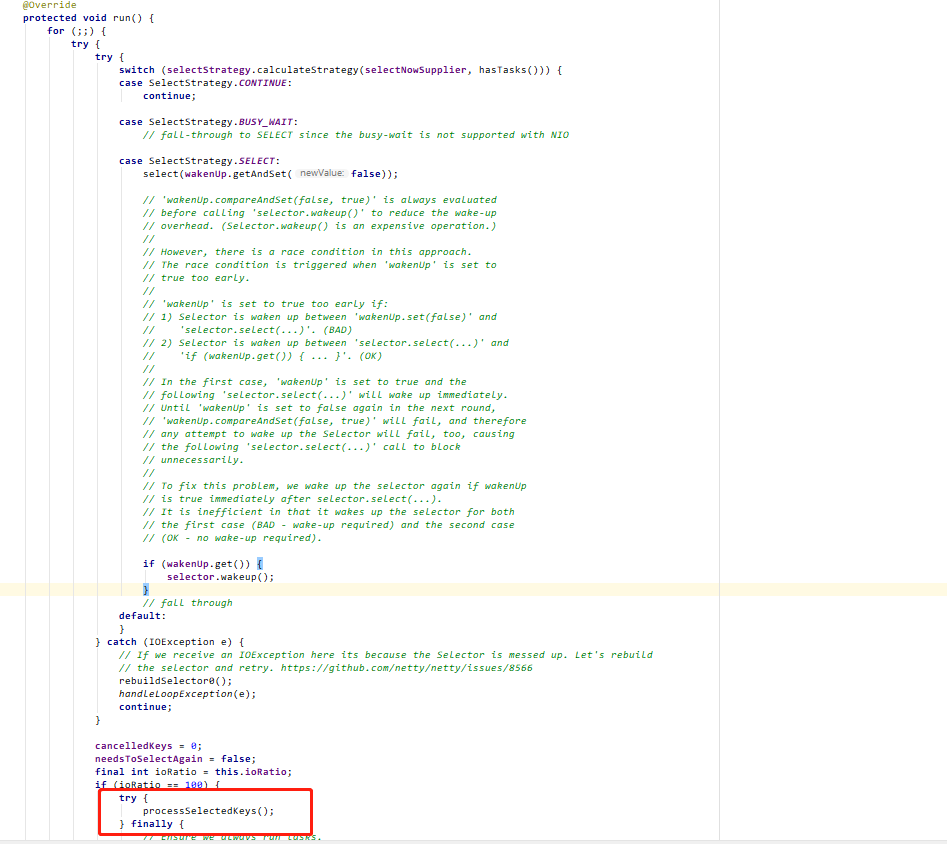 @Override
protected void run() {
for (;;) {
try {
try {
switch (selectStrategy.calculateStrategy(selectNowSupplier, hasTasks())) {
case SelectStrategy.CONTINUE:
continue;
case SelectStrategy.BUSY_WAIT:
// fall-through to SELECT since the busy-wait is not supported with NIO
case SelectStrategy.SELECT:
select(wakenUp.getAndSet( newValue: false));
// 'wakenUp.compareAndSet(false, true)' is always evaluated
// before calling 'selector.wakeup()' to reduce the wake-up
// overhead. (Selector.wakeup() is an expensive operation.)
//
// However, there is a race condition in this approach.
// The race condition is triggered when 'wakenUp' is set to
// true too early.
//
// 'wakenUp' is set to true too early if:
// 1) Selector is waken up between 'wakenUp.set(false)' and
//    'selector.select(...)'. (BAD)
// 2) Selector is waken up between 'selector.select(...)' and
//    'if (wakenUp.get()) { ... }'. (OK)
//
// In the first case, 'wakenUp' is set to true and the
// following 'selector.select(...)' will wake up immediately.
// Until 'wakenUp' is set to false again in the next round,
// 'wakenUp.compareAndSet(false, true)' will fail, and therefore
// any attempt to wake up the Selector will fail, too, causing
// the following 'selector.select(...)' call to block
// unnecessarily.
//
// To fix this problem, we wake up the selector again if wakenUp
// is true immediately after selector.select(...).
// It is inefficient in that it wakes up the selector for both
// the first case (BAD - wake-up required) and the second case
// (OK - no wake-up required).
if (wakenUp.get()) {
selector.wakeup();
}
// fall through
default:
}
} catch (IOException e) {
// If we receive an IOException here its because the Selector is messed up. Let's rebuild
// the selector and retry. https://github.com/netty/netty/issues/8566
rebuildSelector0();
handleLoopException(e);
continue;
}
cancelledKeys = 0;
needsToSelectAgain = false;
final int ioRatio = this.ioRatio;
if (ioRatio == 100) {
try {
processSelectedKeys();
} finally {
// Ensure we always run tasks.